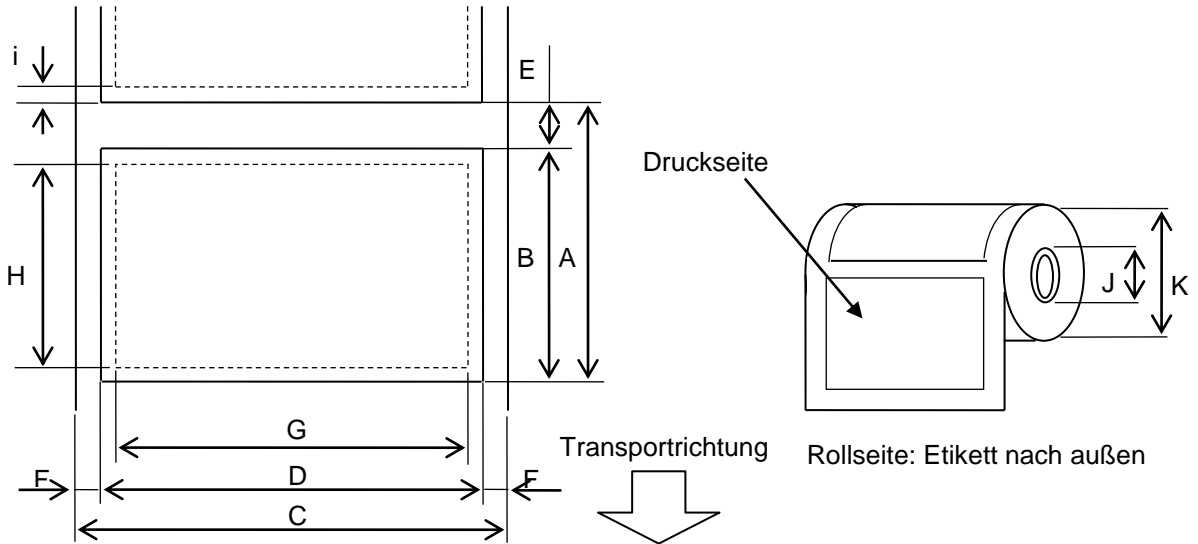 i
E
Druckseite
H
B
A
J
K
G
Transportrichtung
Rollseite: Etikett nach außen
F
D
F
C